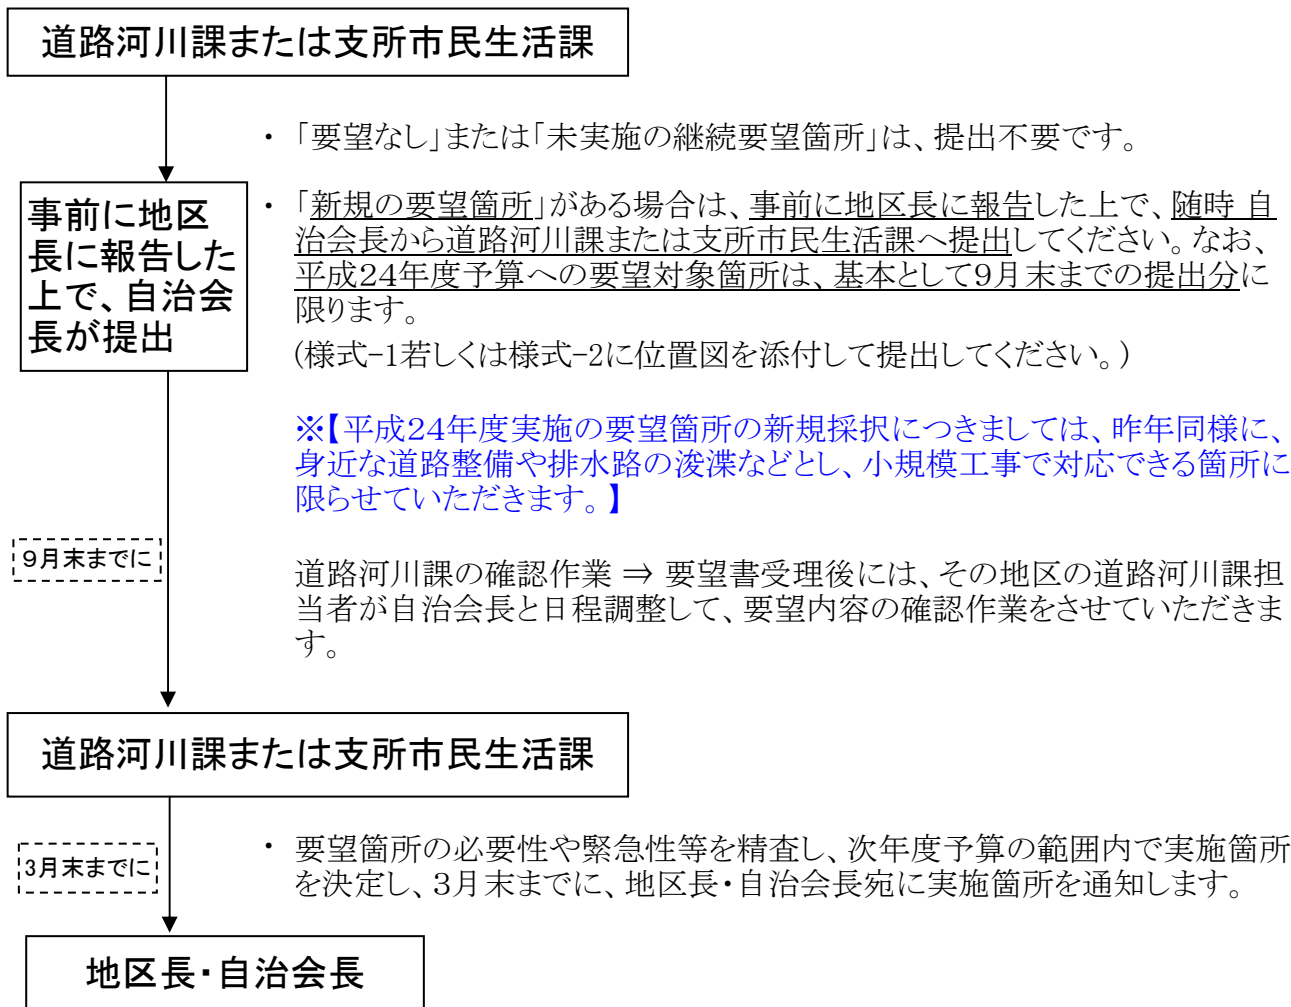 道路河川課または支所市民生活課
・ 「要望なし」または「未実施の継続要望箇所」は、提出不要です。
事前に地区
長に報告した
上で、自治会
長が提出
・ 「新規の要望箇所」がある場合は、事前に地区長に報告した上で、随時 自
治会長から道路河川課または支所市民生活課へ提出してください。なお、
平成24年度予算への要望対象箇所は、基本として9月末までの提出分に
限ります。
(様式-1若しくは様式-2に位置図を添付して提出してください。)
※【平成24年度実施の要望箇所の新規採択につきましては、昨年同様に、
身近な道路整備や排水路の浚渫などとし、小規模工事で対応できる箇所に
限らせていただきます。】
9月末までに
道路河川課の確認作業 ⇒ 要望書受理後には、その地区の道路河川課担
当者が自治会長と日程調整して、要望内容の確認作業をさせていただきま
す。
道路河川課または支所市民生活課
3月末までに
・ 要望箇所の必要性や緊急性等を精査し、次年度予算の範囲内で実施箇所
を決定し、3月末までに、地区長・自治会長宛に実施箇所を通知します。
地区長・自治会長